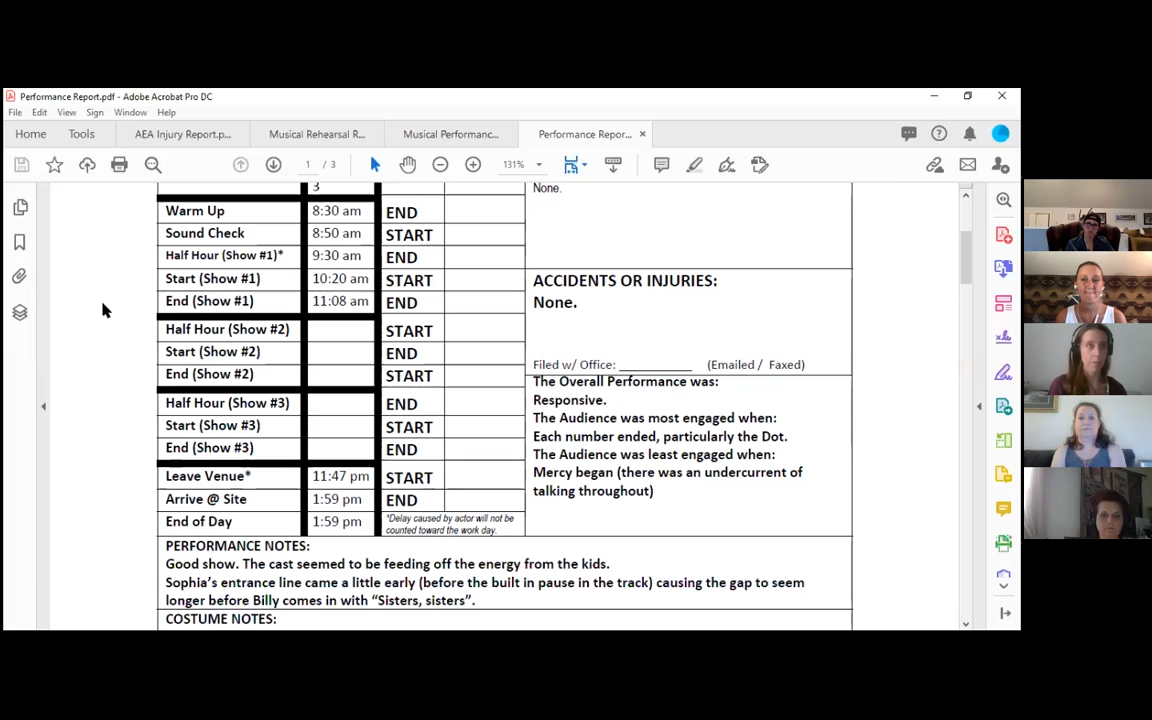 Performance Report.pdf - Adobe Acrobat Pro DC
File Edit View Sign Window Help
Home Tools AEA Injury Report.p... Musical Rehearsal R... Musical Performanc... Performance Repor...
1 / 3 131%
3
None.
Warm Up 8:30 am END
Sound Check 8:50 am START
Half Hour (Show #1)* 9:30 am END
Start (Show #1) 10:20 am START
End (Show #1) 11:08 am END
Half Hour (Show #2) START
Start (Show #2) END
End (Show #2) START
Half Hour (Show #3) END
Start (Show #3) START
End (Show #3) END
Leave Venue* 11:47 pm START
Arrive @ Site 1:59 pm END
End of Day 1:59 pm
*Delay caused by actor will not be
counted toward the work day.
ACCIDENTS OR INJURIES:
None.
Filed w/ Office: ___________ (Emailed / Faxed)
The Overall Performance was:
Responsive.
The Audience was most engaged when:
Each number ended, particularly the Dot.
The Audience was least engaged when:
Mercy began (there was an undercurrent of
talking throughout)
PERFORMANCE NOTES:
Good show. The cast seemed to be feeding off the energy from the kids.
Sophia's entrance line came a little early (before the built in pause in the track) causing the gap to seem
longer before Billy comes in with “Sisters, sisters”.
COSTUME NOTES: